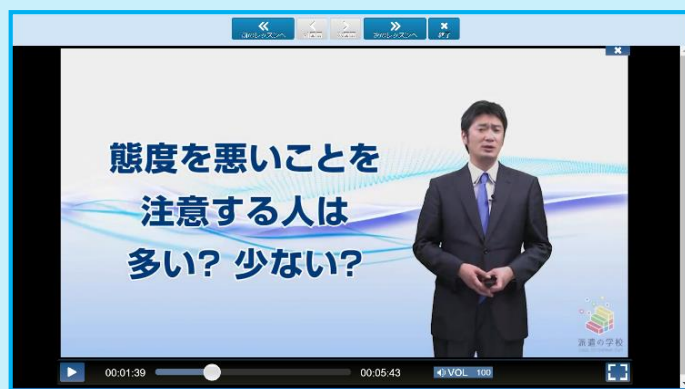 前のレッスンへ
次のレッスンへ
終了
態度を悪いことを
注意する人は
多い? 少ない?
派遣の学校
00:01:39
00:05:43
VOL 100